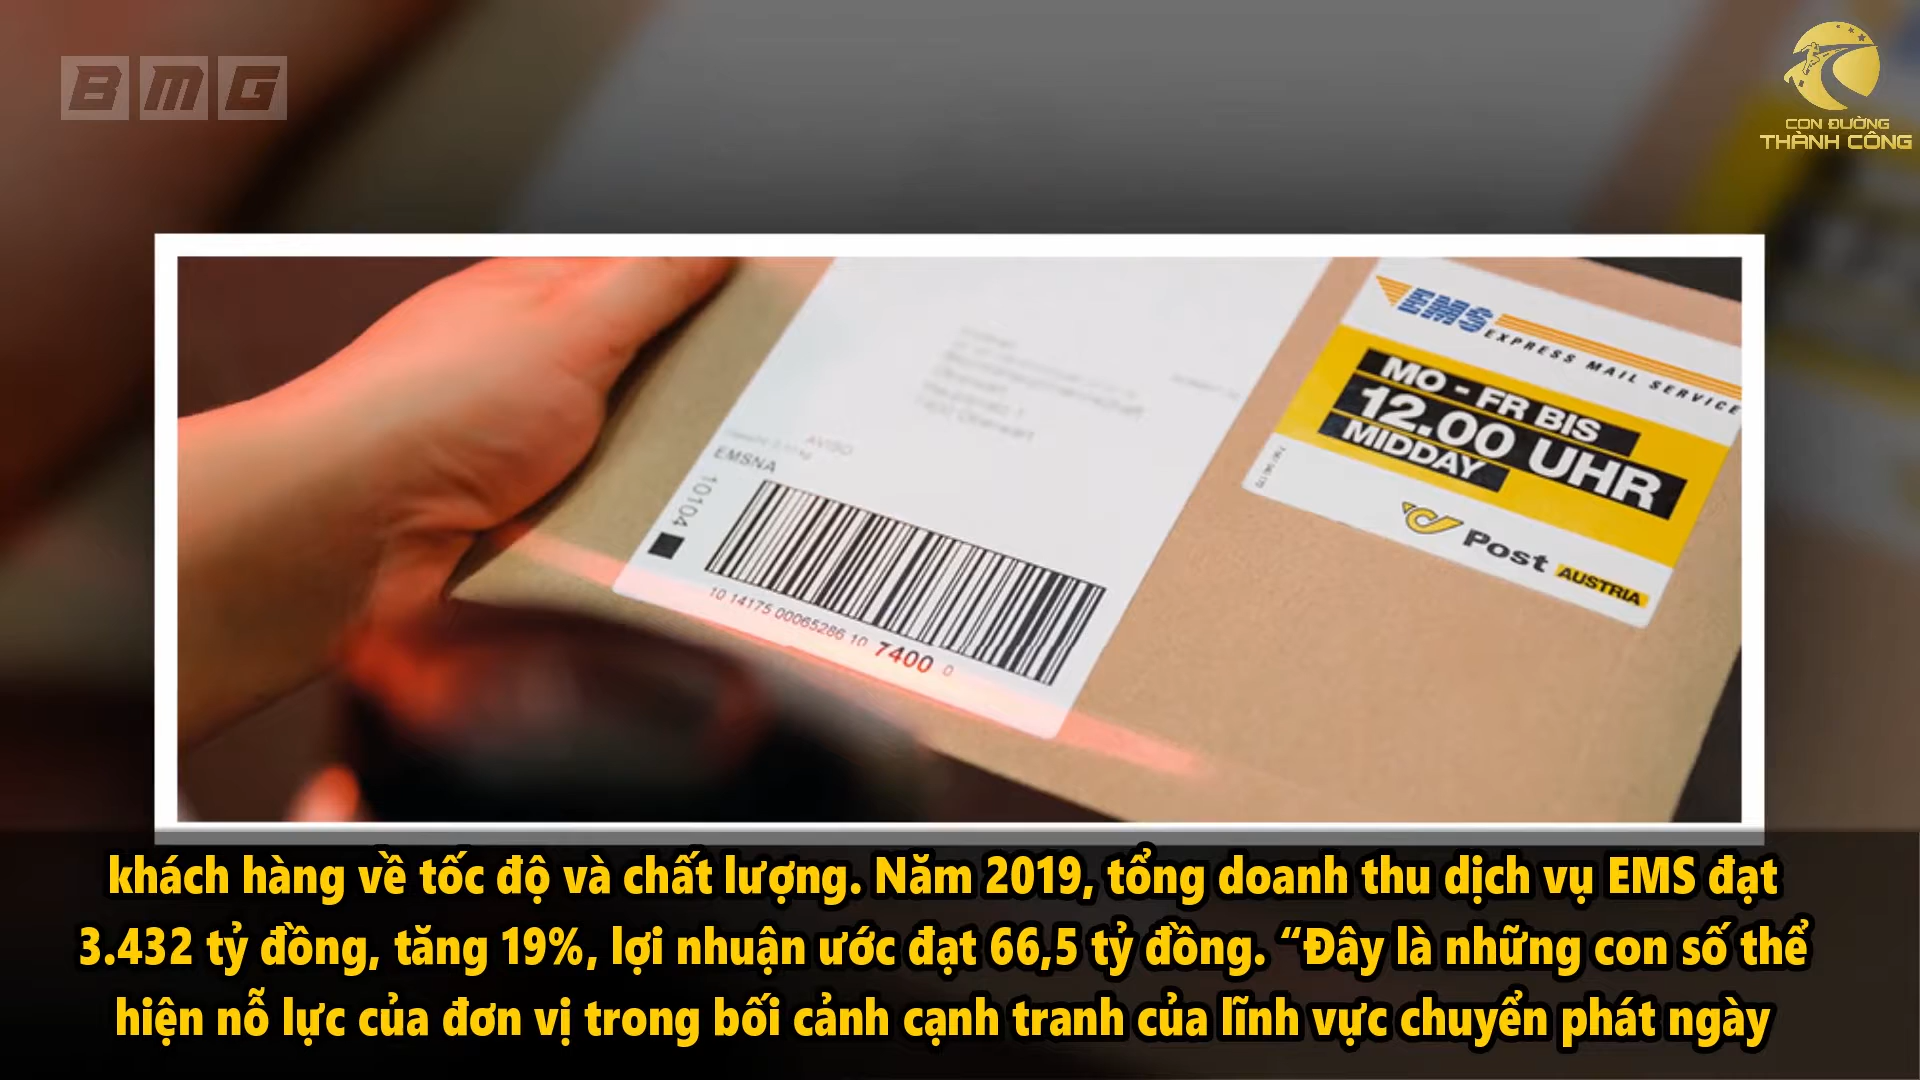 BMG
CON ĐƯỜNG
THÀNH CÔNG
EMS
EXPRESS MAIL SERVICE
MO - FR BIS
12.00 UHR
MIDDAY
Post AUSTRIA
AVISO
EMSNA
10104
10 14175 00065286 10 7400 0
khách hàng về tốc độ và chất lượng. Năm 2019, tổng doanh thu dịch vụ EMS đạt
3.432 tỷ đồng, tăng 19%, lợi nhuận ước đạt 66,5 tỷ đồng. “Đây là những con số thể
hiện nỗ lực của đơn vị trong bối cảnh cạnh tranh của lĩnh vực chuyển phát ngày